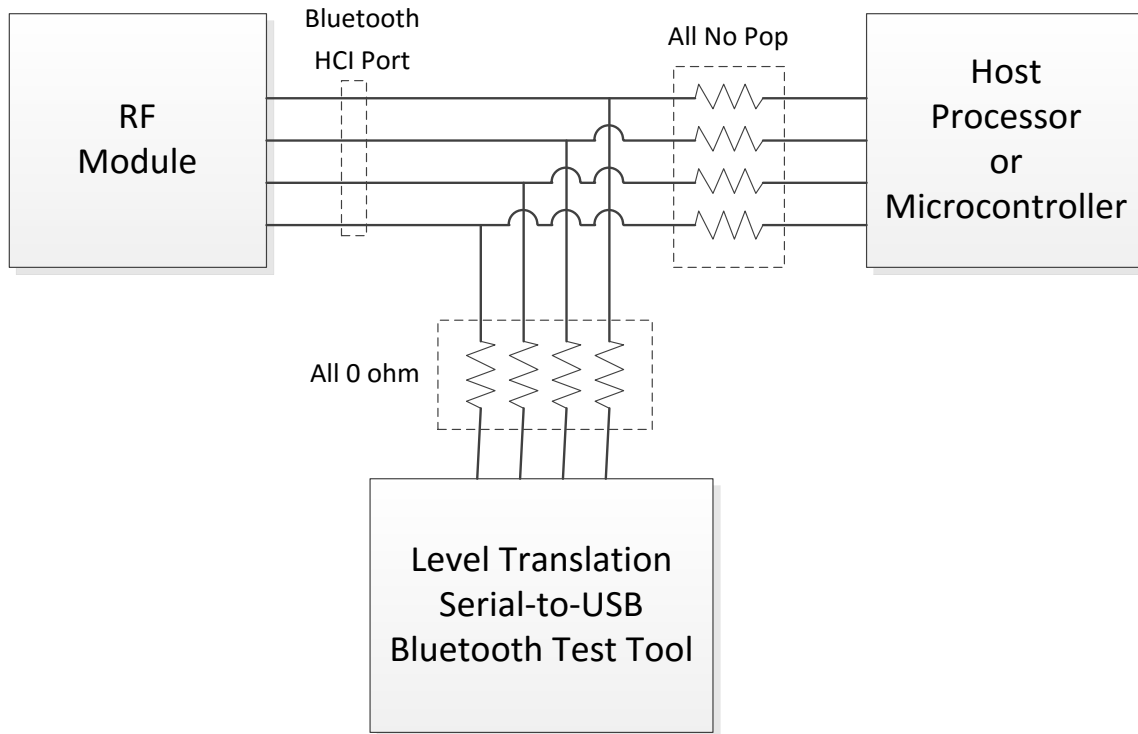 Bluetooth
HCI Port
All No Pop
RF
Module
Host
Processor
or
Microcontroller
All 0 ohm
Level Translation
Serial-to-USB
Bluetooth Test Tool